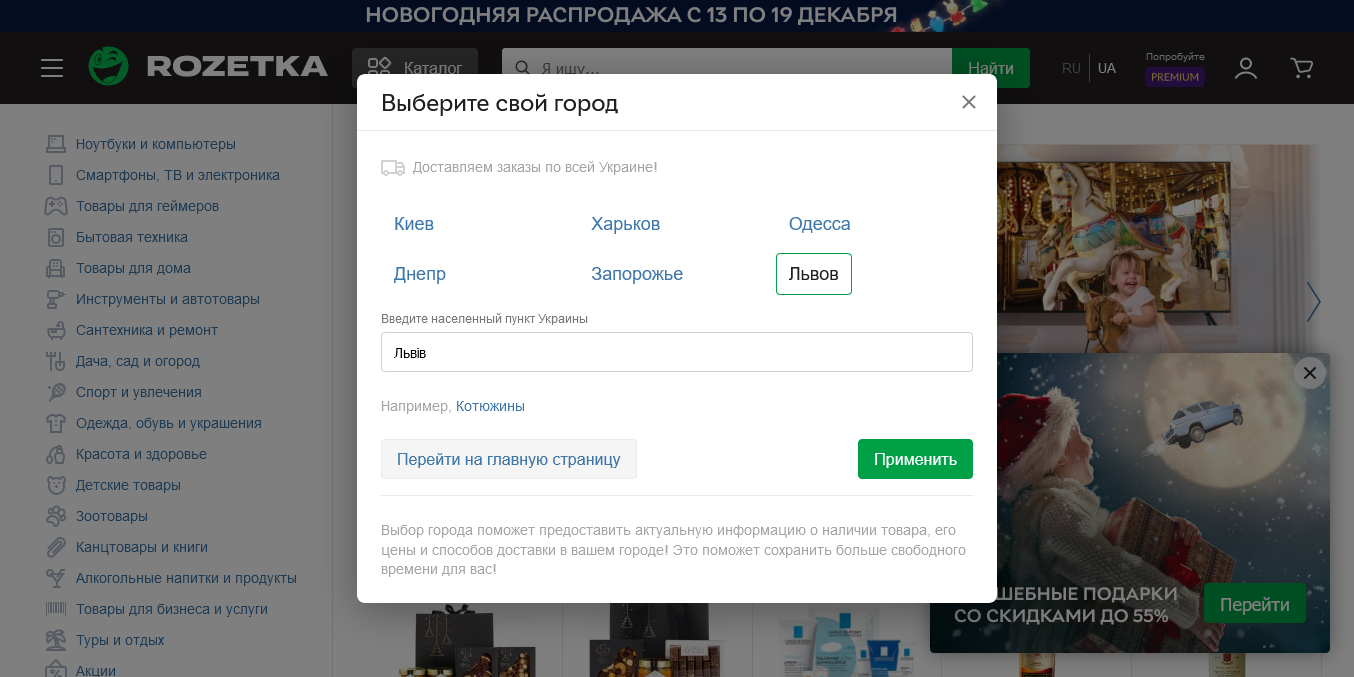 НОВОГОДНЯЯ РАСПРОДАЖА С 13 ПО 19 ДЕКАБРЯ
ROZETKA
Каталог
Я ищу...
Найти
RU UA
Попробуйте
PREMIUM
Ноутбуки и компьютеры
Смартфоны, ТВ и электроника
Товары для геймеров
Бытовая техника
Товары для дома
Инструменты и автотовары
Сантехника и ремонт
Дача, сад и огород
Спорт и увлечения
Одежда, обувь и украшения
Красота и здоровье
Детские товары
Зоотовары
Канцтовары и книги
Алкогольные напитки и продукты
Товары для бизнеса и услуги
Туры и отдых
Акции
Выберите свой город
Доставляем заказы по всей Украине!
Киев Харьков Одесса
Днепр Запорожье Львов
Введите населенный пункт Украины
Львів
Например, Котюжины
Перейти на главную страницу
Применить
Выбор города поможет предоставить актуальную информацию о наличии товара, его
цены и способов доставки в вашем городе! Это поможет сохранить больше свободного
времени для вас!
ШЕБНЫЕ ПОДАРКИ
СО СКИДКАМИ ДО 55%
Перейти